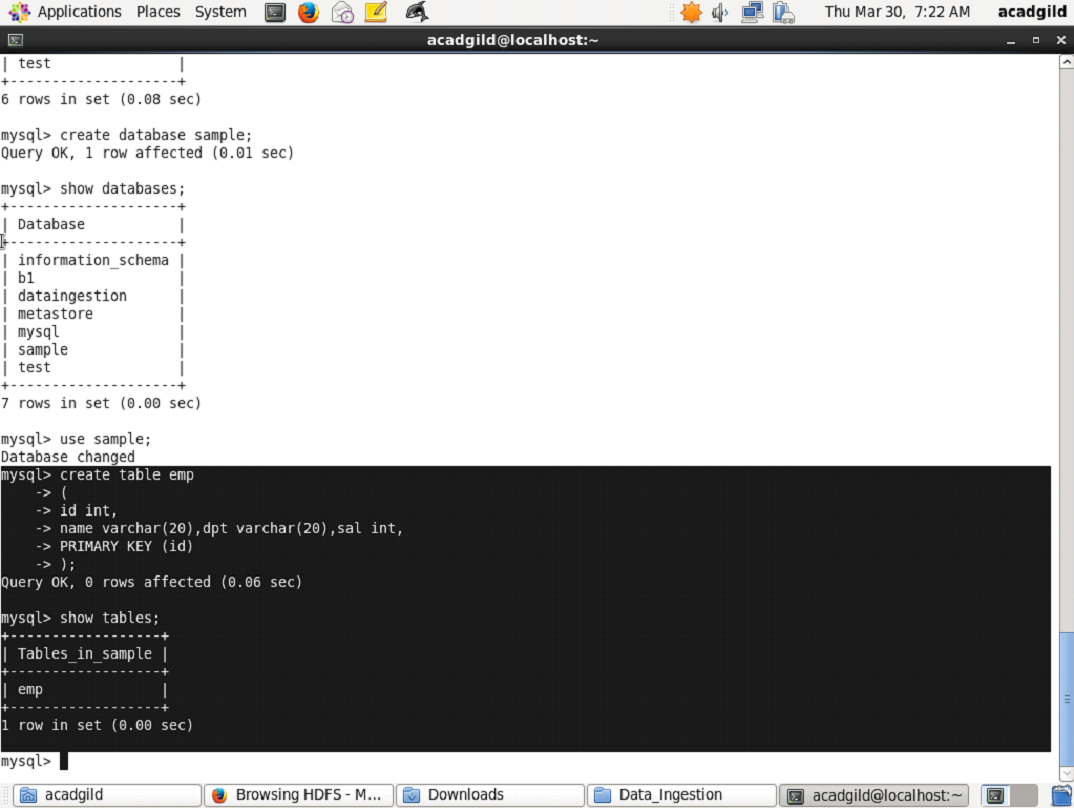 Applications Places System Thu Mar 30, 7:22 AM acadgild
acadgild@localhost:~
| test |
+--------------------+
6 rows in set (0.08 sec)
mysql> create database sample;
Query OK, 1 row affected (0.01 sec)
mysql> show databases;
+--------------------+
| Database |
+--------------------+
| information_schema |
| b1 |
| dataingestion |
| metastore |
| mysql |
| sample |
| test |
+--------------------+
7 rows in set (0.00 sec)
mysql> use sample;
Database changed
mysql> create table emp
-> (
-> id int,
-> name varchar(20),dpt varchar(20),sal int,
-> PRIMARY KEY (id)
-> );
Query OK, 0 rows affected (0.06 sec)
mysql> show tables;
+------------------+
| Tables_in_sample |
+------------------+
| emp |
+------------------+
1 row in set (0.00 sec)
mysql>
acadgild Browsing HDFS - M... Downloads Data_Ingestion acadgild@localhost:~